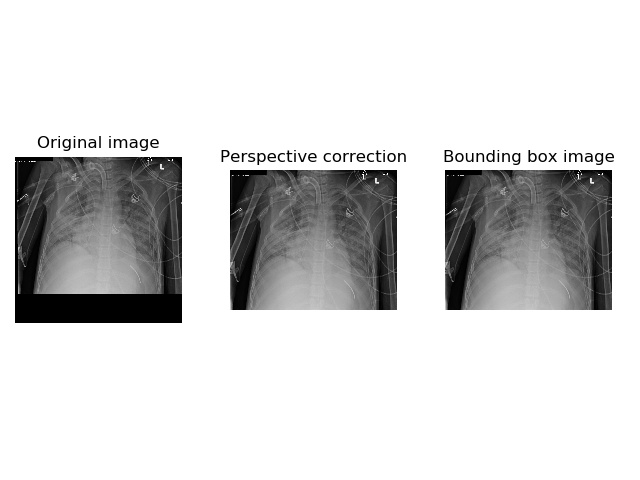 Original image
Perspective correction
Bounding box image
L
L
L